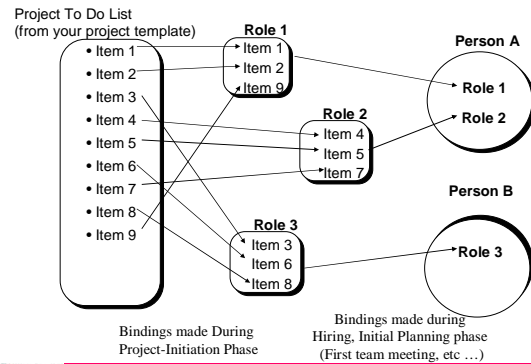 Project To Do List
(from your project template)
• Item 1
• Item 2
• Item 3
• Item 4
• Item 5
• Item 6
• Item 7
• Item 8
• Item 9
Role 1
Item 1
Item 2
Item 9
Role 2
Item 4
Item 5
Item 7
Role 3
Item 3
Item 6
Item 8
Person A
Role 1
Role 2
Person B
Role 3
Bindings made During
Project-Initiation Phase
Bindings made during
Hiring, Initial Planning phase
(First team meeting, etc …)